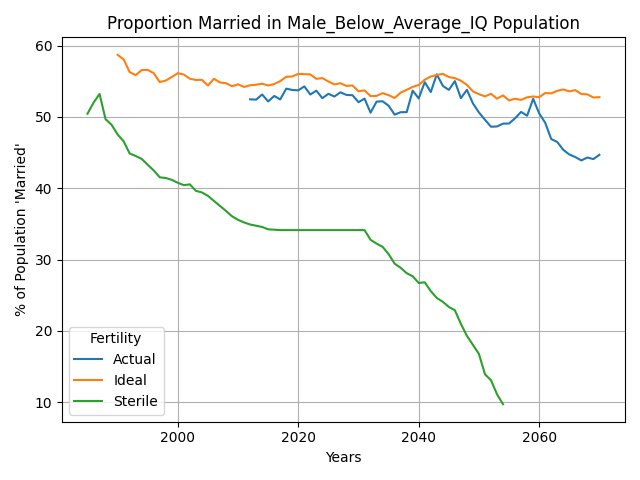 Proportion Married in Male_Below_Average_IQ Population
% of Population 'Married'
60
50
40
30
20
10
Fertility
Actual
Ideal
Sterile
2000
2020
2040
2060
Years